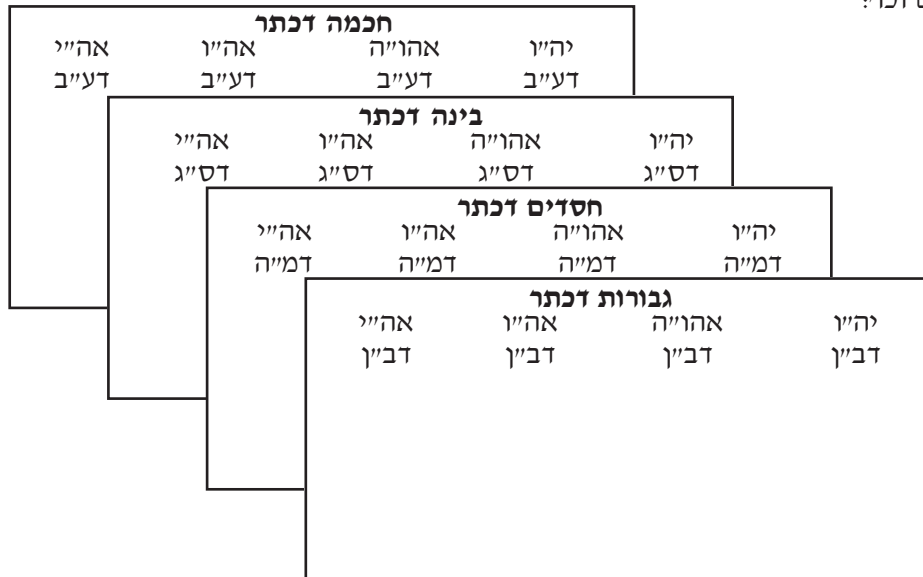 חכמה דכתר
יה״ו אהו״ה אה״ו אה״י
דע״ב דע״ב דע״ב דע״ב
בינה דכתר
יה״ו אהו״ה אה״ו אה״י
דס״ג דס״ג דס״ג דס״ג
חסדים דכתר
יה״ו אהו״ה אה״ו אה״י
דמ״ה דמ״ה דמ״ה דמ״ה
גבורות דכתר
יה״ו אהו״ה אה״ו אה״י
דב״ן דב״ן דב״ן דב״ן